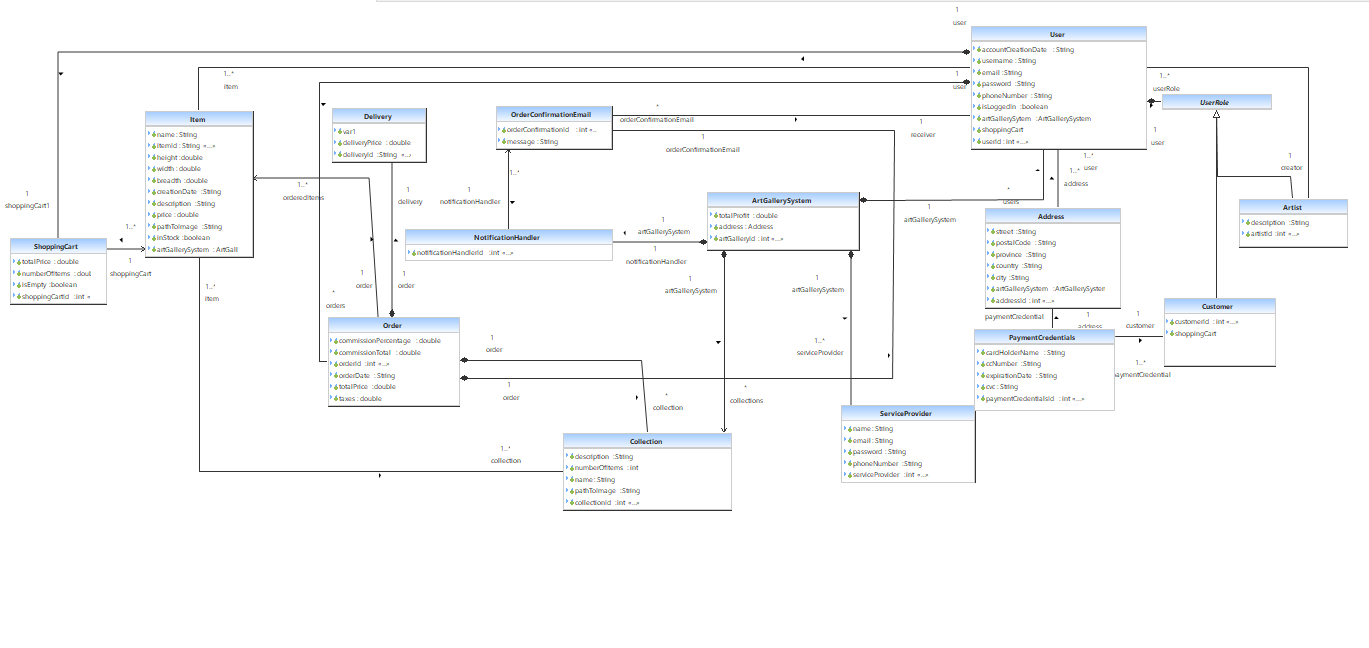 1
user
User
accountCreationDate : String
username : String
email : String
password : String
phoneNumber : String
isLoggedIn : boolean
artGallerySytem : ArtGallerySystem
shoppingCart
userId : int «...»
1..*
item
1
user
1..*
userRole
UserRole
Item
name : String
itemId : String «...»
height : double
width : double
breadth : double
creationDate : String
description : String
price : double
pathToImage : String
inStock : boolean
artGallerySystem : ArtGall
Delivery
var1
deliveryPrice : double
deliveryId : String «...»
OrderConfirmationEmail
orderConfirmationId : int «...
message : String
*
orderConfirmationEmail
1
receiver
1
orderConfirmationEmail
1
user
1..*
user
address
1
creator
Artist
description : String
artistId : int «...»
1
shoppingCart1
1..*
orderedItems
1
delivery
1
notificationHandler
1..*
ArtGallerySystem
totalProfit : double
address : Address
artGalleryId : int «...»
1
artGallerySystem
*
users
Address
street : String
postalCode : String
province : String
country : String
city : String
artGallerySystem : ArtGallerySyster
addressId : int «...»
1..*
1
shoppingCart
ShoppingCart
totalPrice : double
numberOfItems : doul
isEmpty : boolean
shoppingCartId : int «
NotificationHandler
notificationHandlerId : int «...»
1
artGallerySystem
1
notificationHandler
1
order
1
order
*
orders
1..*
item
1
artGallerySystem
1
artGallerySystem
Order
commissionPercentage : double
commissionTotal : double
orderId : int «...»
orderDate : String
totalPrice : double
taxes : double
1
order
1
order
1..*
serviceProvider
paymentCredential
1
address
1
customer
Customer
customerId : int «...»
shoppingCart
PaymentCredentials
cardHolderName : String
ccNumber : String
expirationDate : String
cvc : String
paymentCredentialsId : int «...»
1..*
aymentCredential
*
collection
*
collections
1..*
collection
Collection
description : String
numberOfItems : int
name : String
pathToImage : String
collectionId : int «...»
ServiceProvider
name : String
email : String
password : String
phoneNumber : String
serviceProvider : int «...»